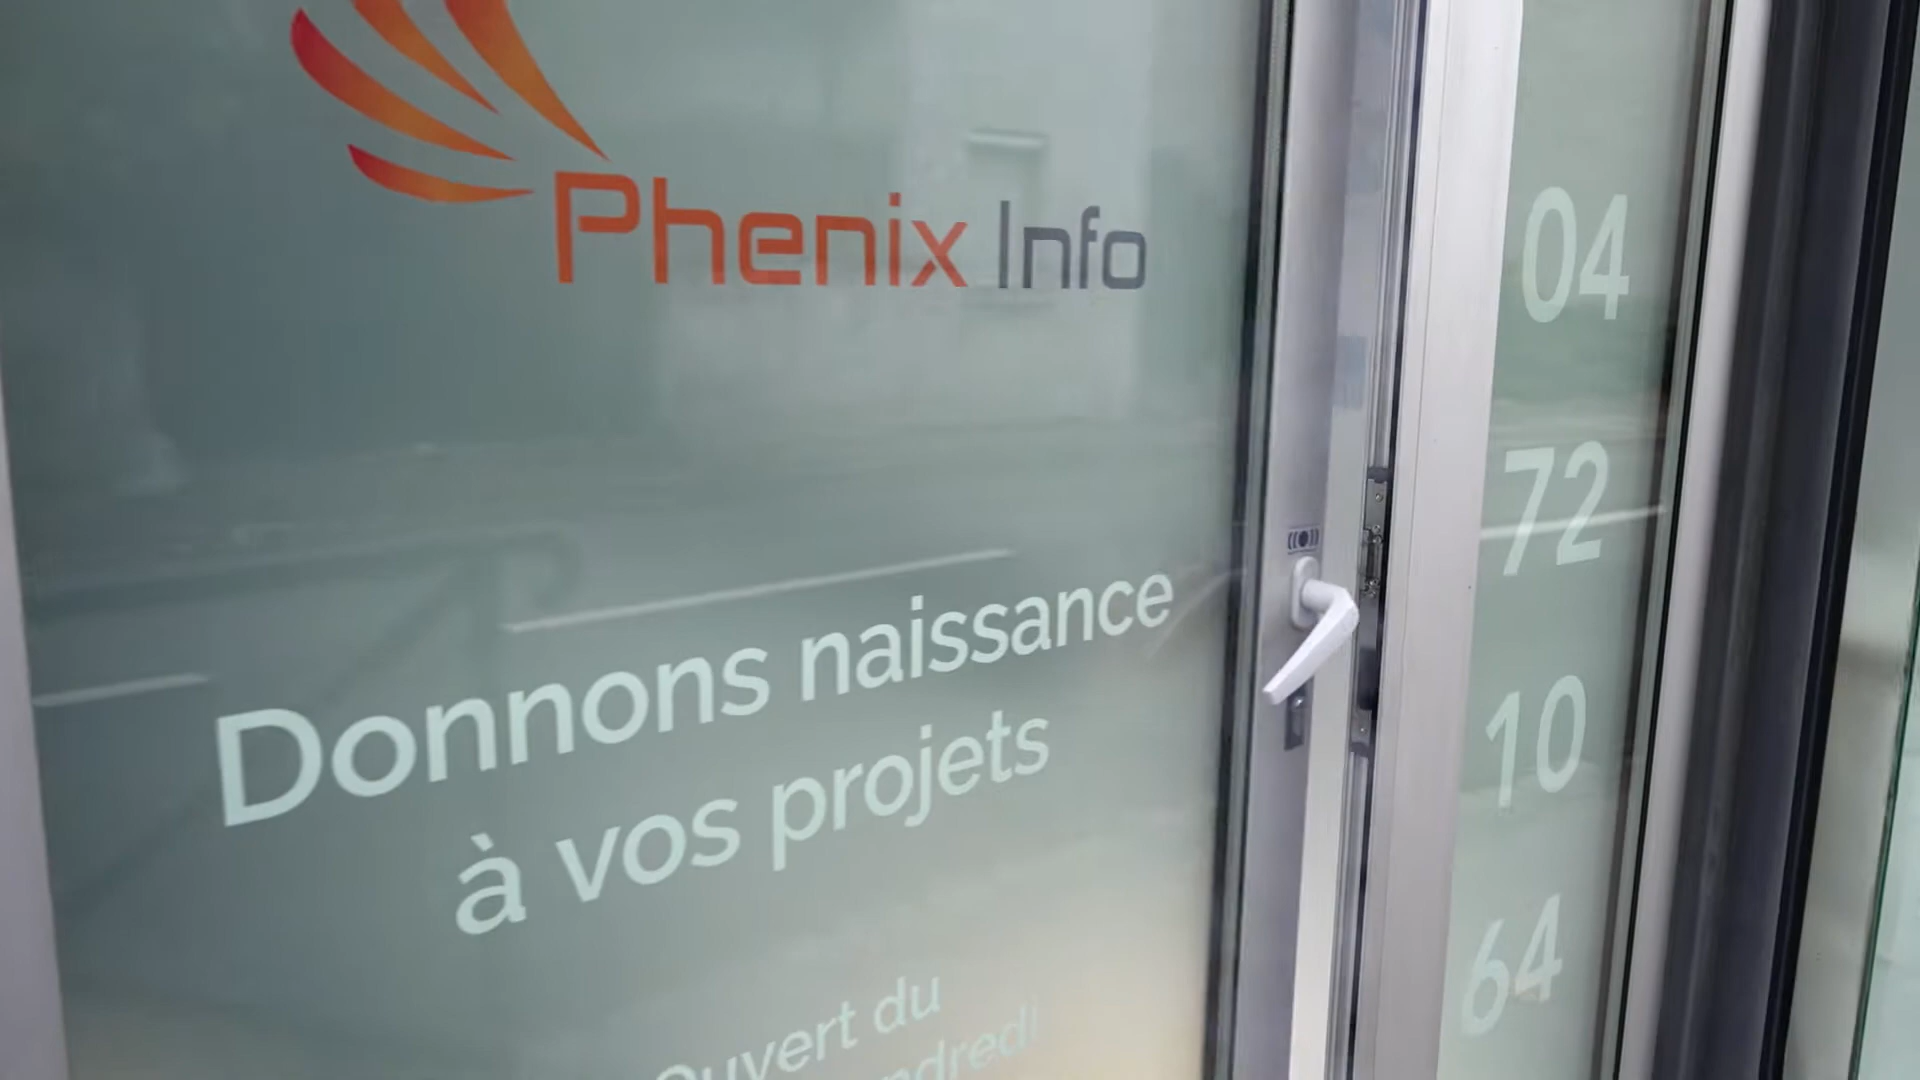 Phenix Info
Donnons naissance
à vos projets
Ouvert du
04
72
10
64